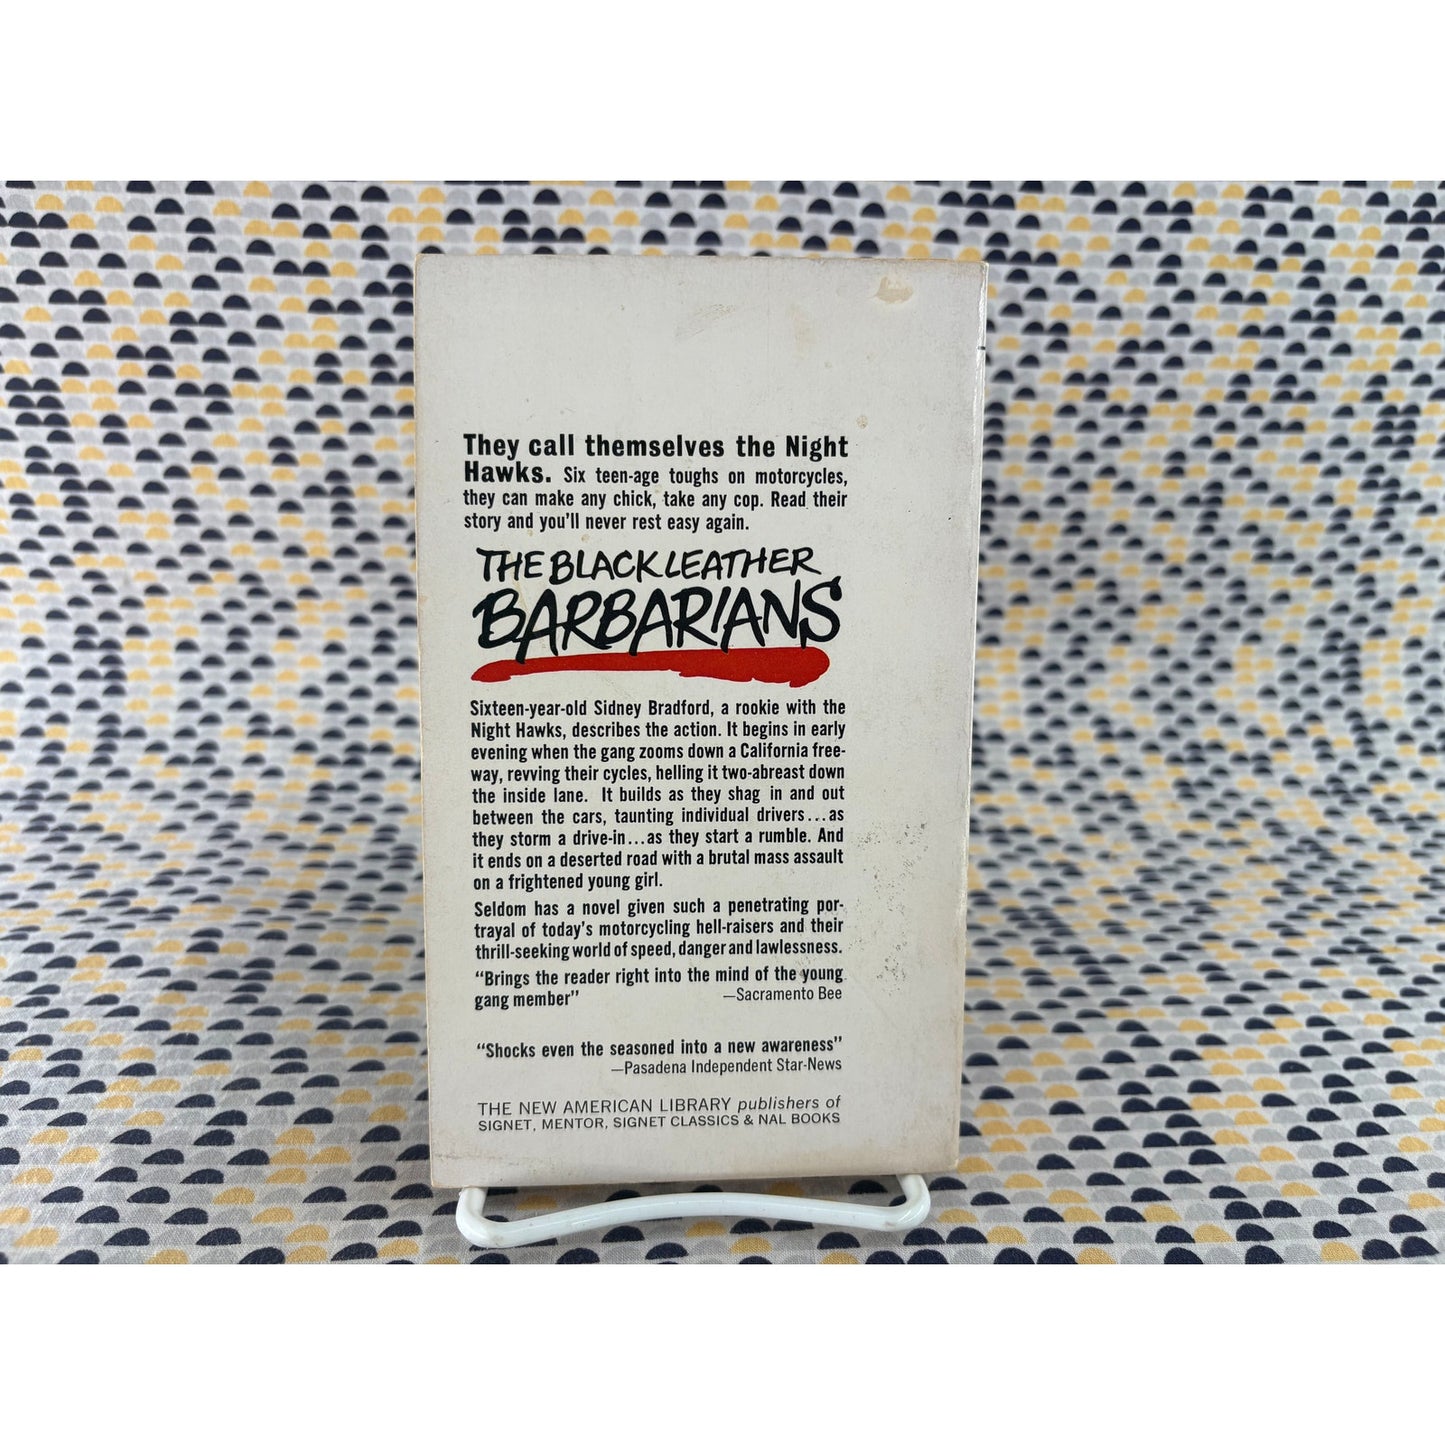 They call themselves the Night
Hawks. Six teen-age toughs on motorcycles,
they can make any chick, take any cop. Read their
story and you'll never rest easy again.
THE BLACK LEATHER
BARBARIANS
Sixteen-year-old Sidney Bradford, a rookie with the
Night Hawks, describes the action. It begins in early
evening when the gang zooms down a California free-
way, revving their cycles, helling it two-abreast down
the inside lane. It builds as they shag in and out
between the cars, taunting individual drivers...as
they storm a drive-in...as they start a rumble. And
it ends on a deserted road with a brutal mass assault
on a frightened young girl.
Seldom has a novel given such a penetrating por-
trayal of today's motorcycling hell-raisers and their
thrill-seeking world of speed, danger and lawlessness.
"Brings the reader right into the mind of the young
gang member" —Sacramento Bee
"Shocks even the seasoned into a new awareness"
—Pasadena Independent Star-News
THE NEW AMERICAN LIBRARY publishers of
SIGNET, MENTOR, SIGNET CLASSICS & NAL BOOKS